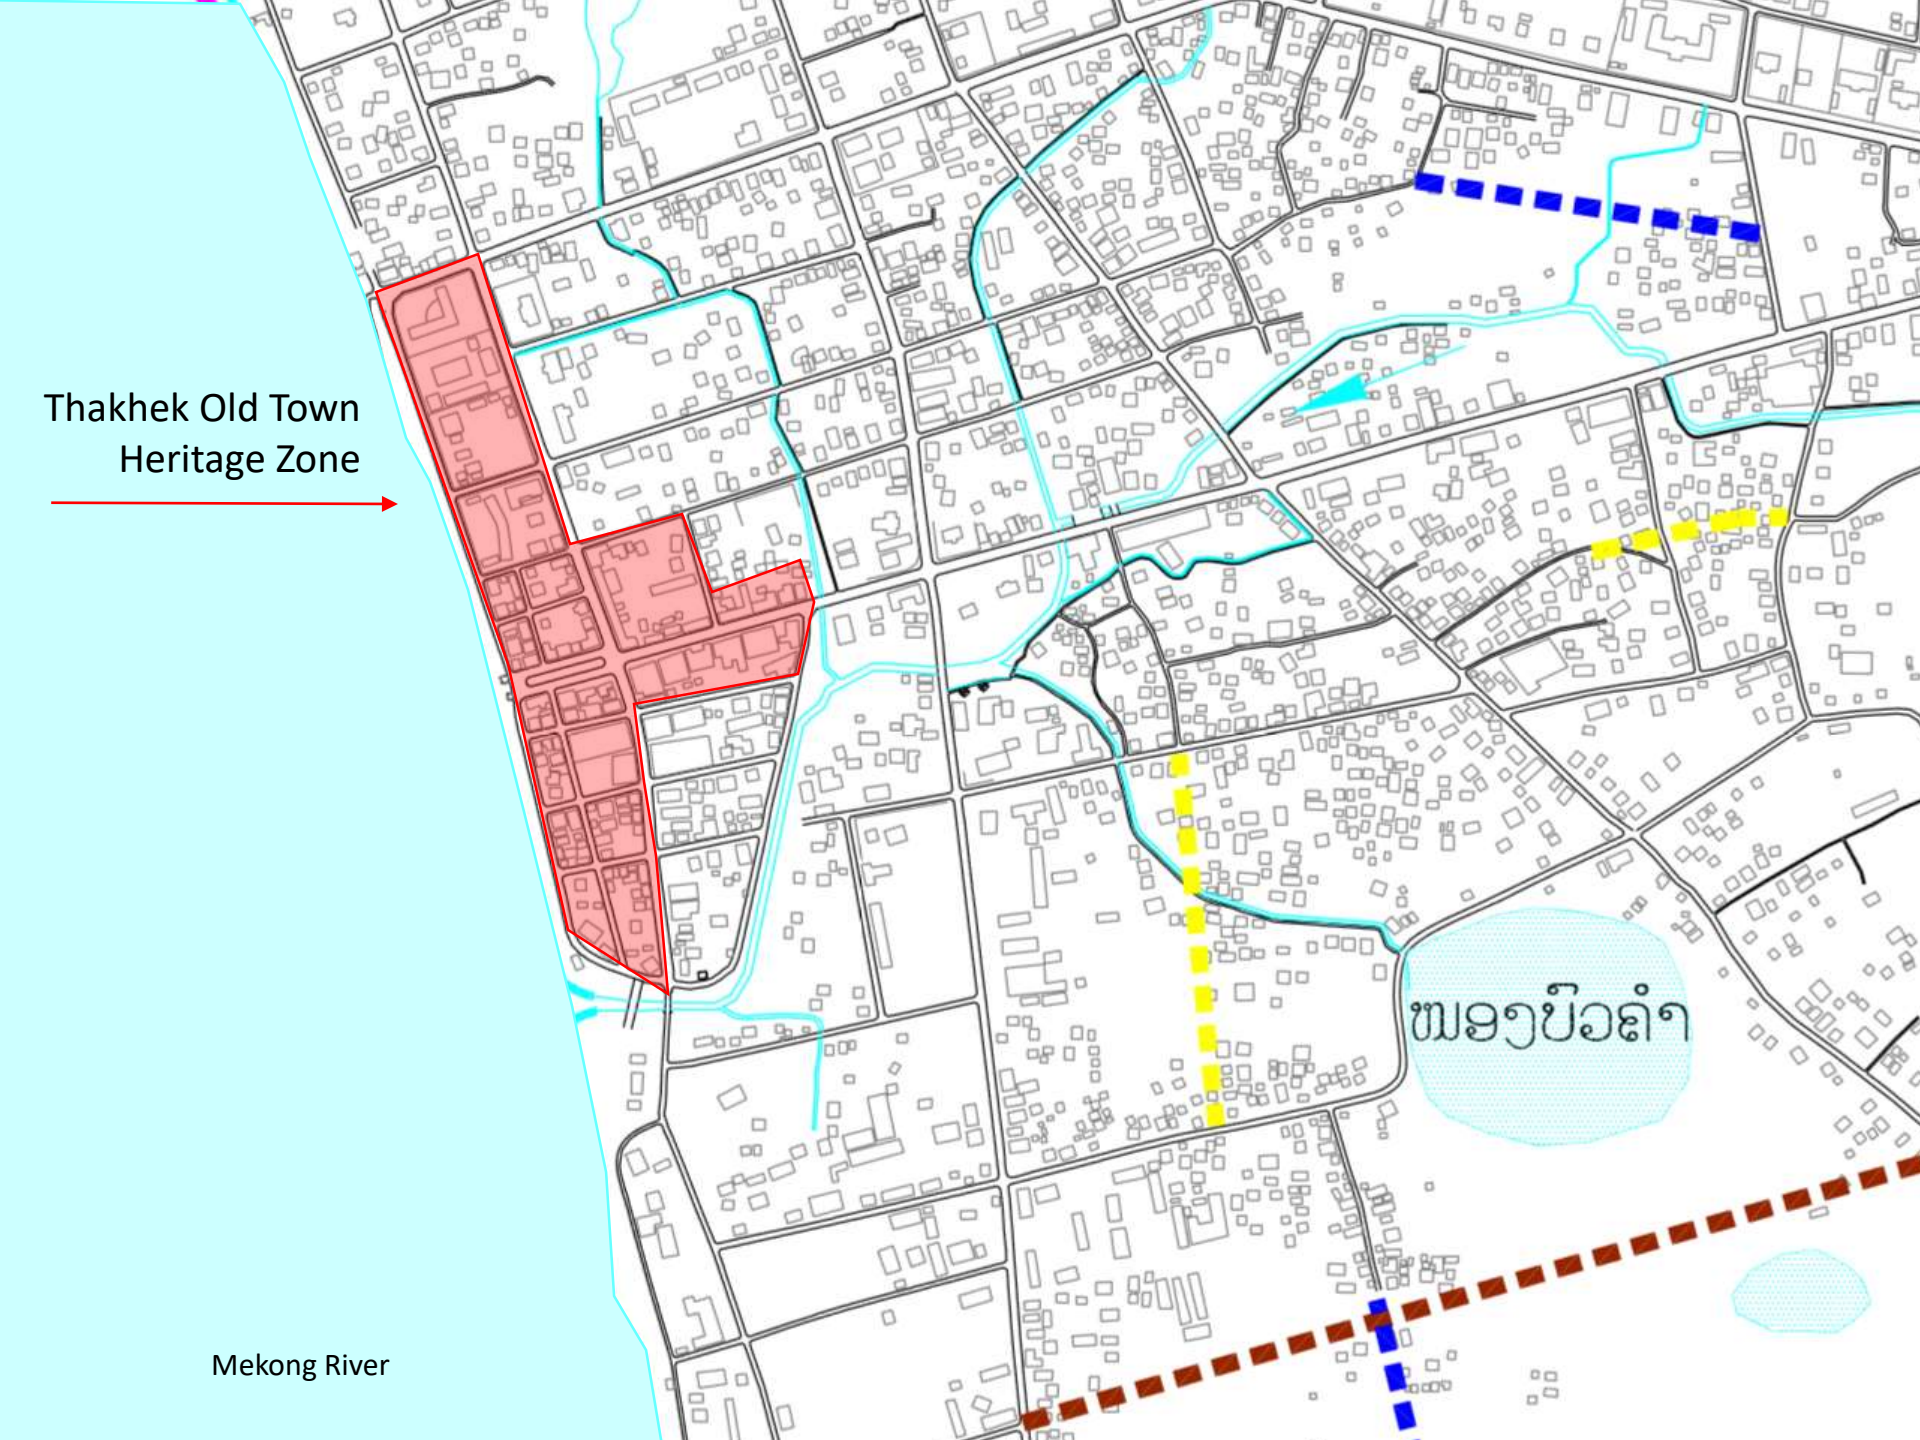 Thakhek Old Town
Heritage Zone
ໜອງບົວຄຳ
Mekong River